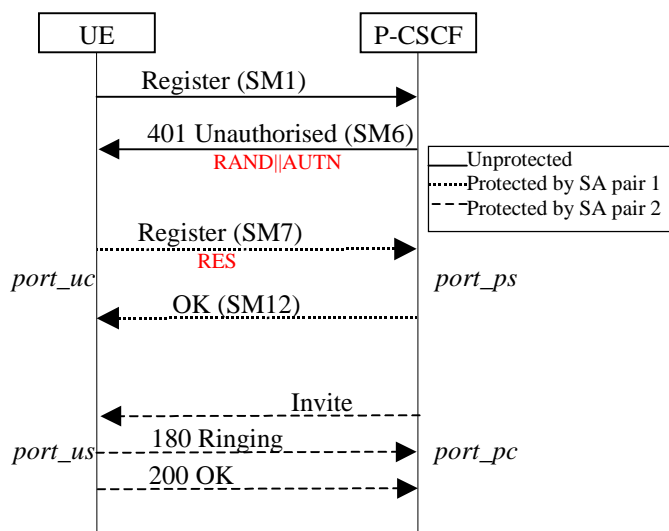 UE
P-CSCF
Register (SM1)
401 Unauthorised (SM6)
RAND||AUTN
Unprotected
Protected by SA pair 1
Protected by SA pair 2
Register (SM7)
RES
port_uc
port_ps
OK (SM12)
Invite
180 Ringing
port_us
port_pc
200 OK